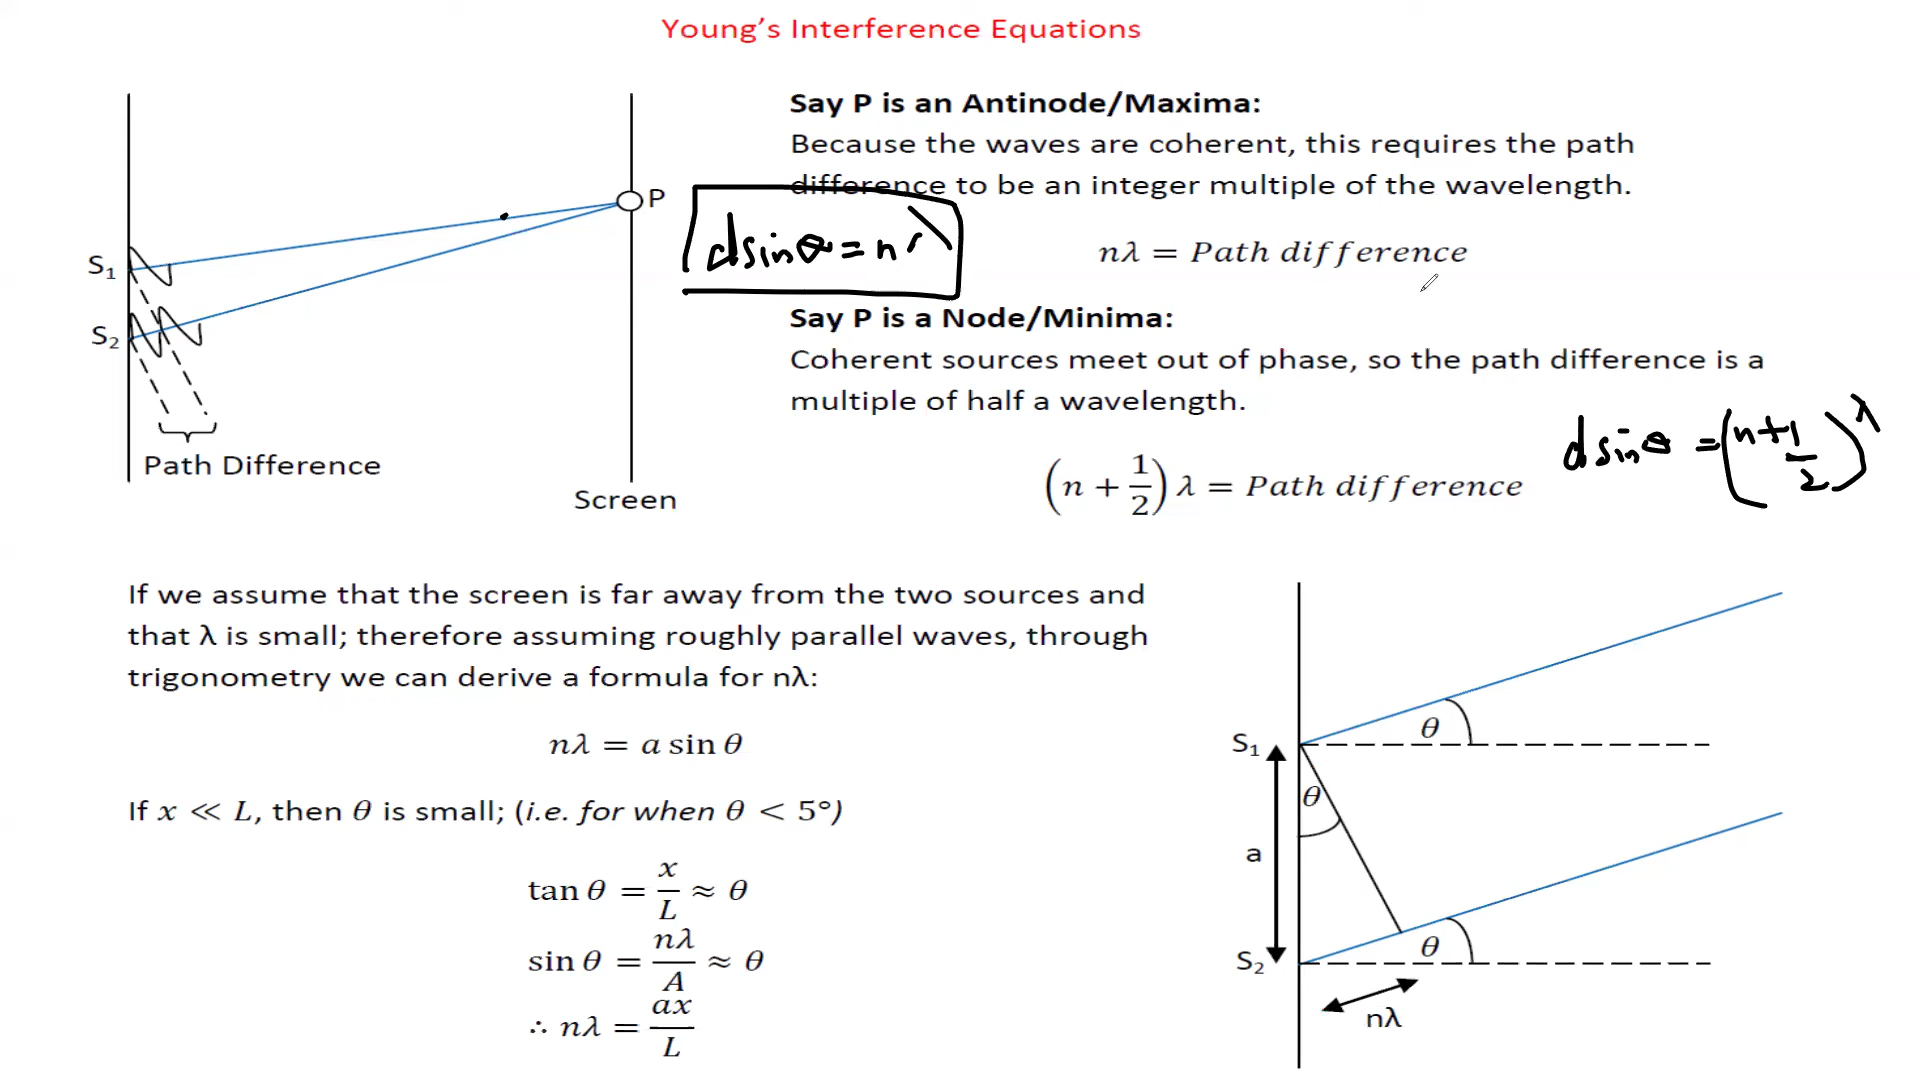 Young's Interference Equations
Say P is an Antinode/Maxima:
Because the waves are coherent, this requires the path
difference to be an integer multiple of the wavelength.
nλ = Path difference
dsinθ = nλ
P
S₁
S₂
Path Difference
Screen
Say P is a Node/Minima:
Coherent sources meet out of phase, so the path difference is a
multiple of half a wavelength.
(n + 1/2) λ = Path difference
dsinθ = (n+1/2)λ
If we assume that the screen is far away from the two sources and
that λ is small; therefore assuming roughly parallel waves, through
trigonometry we can derive a formula for nλ:
nλ = a sin θ
If x ≪ L, then θ is small; (i.e. for when θ < 5°)
tan θ = x/L ≈ θ
sin θ = nλ/A ≈ θ
∴ nλ = ax/L
θ
S₁
θ
a
θ
S₂
nλ